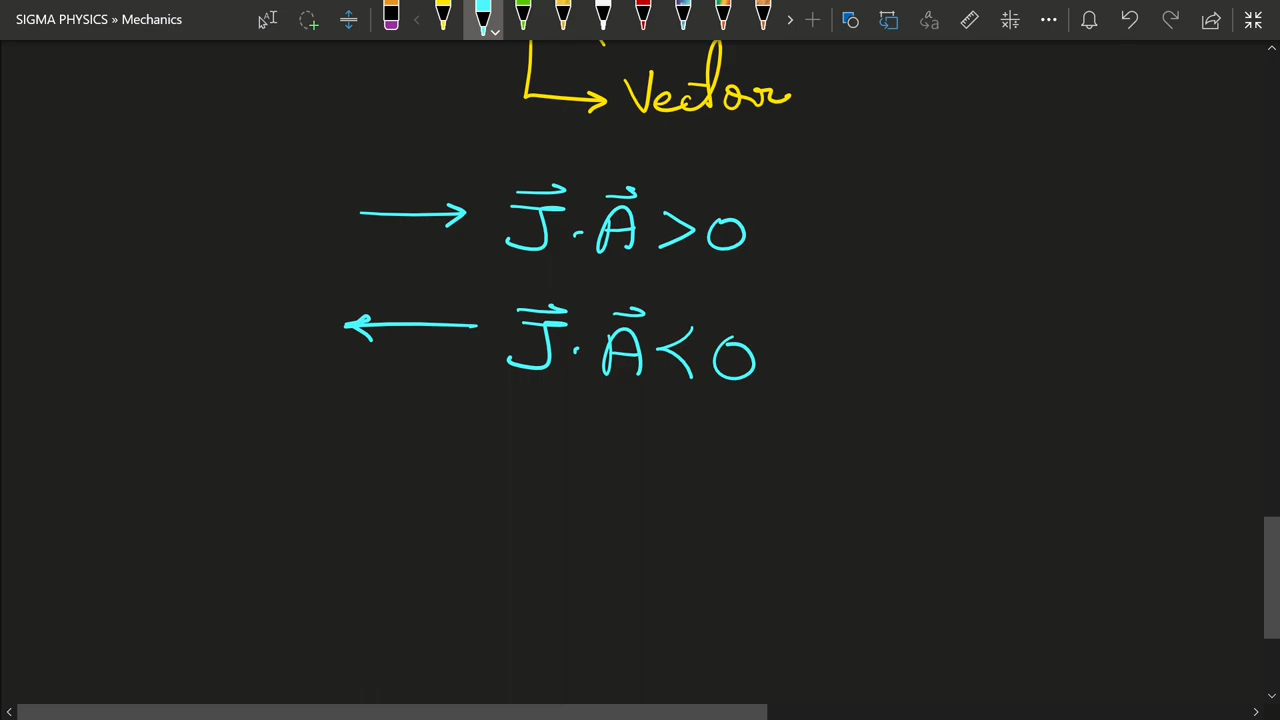 SIGMA PHYSICS » Mechanics
Vector
→ J⃗ · A⃗ > 0
← J⃗ · A⃗ < 0